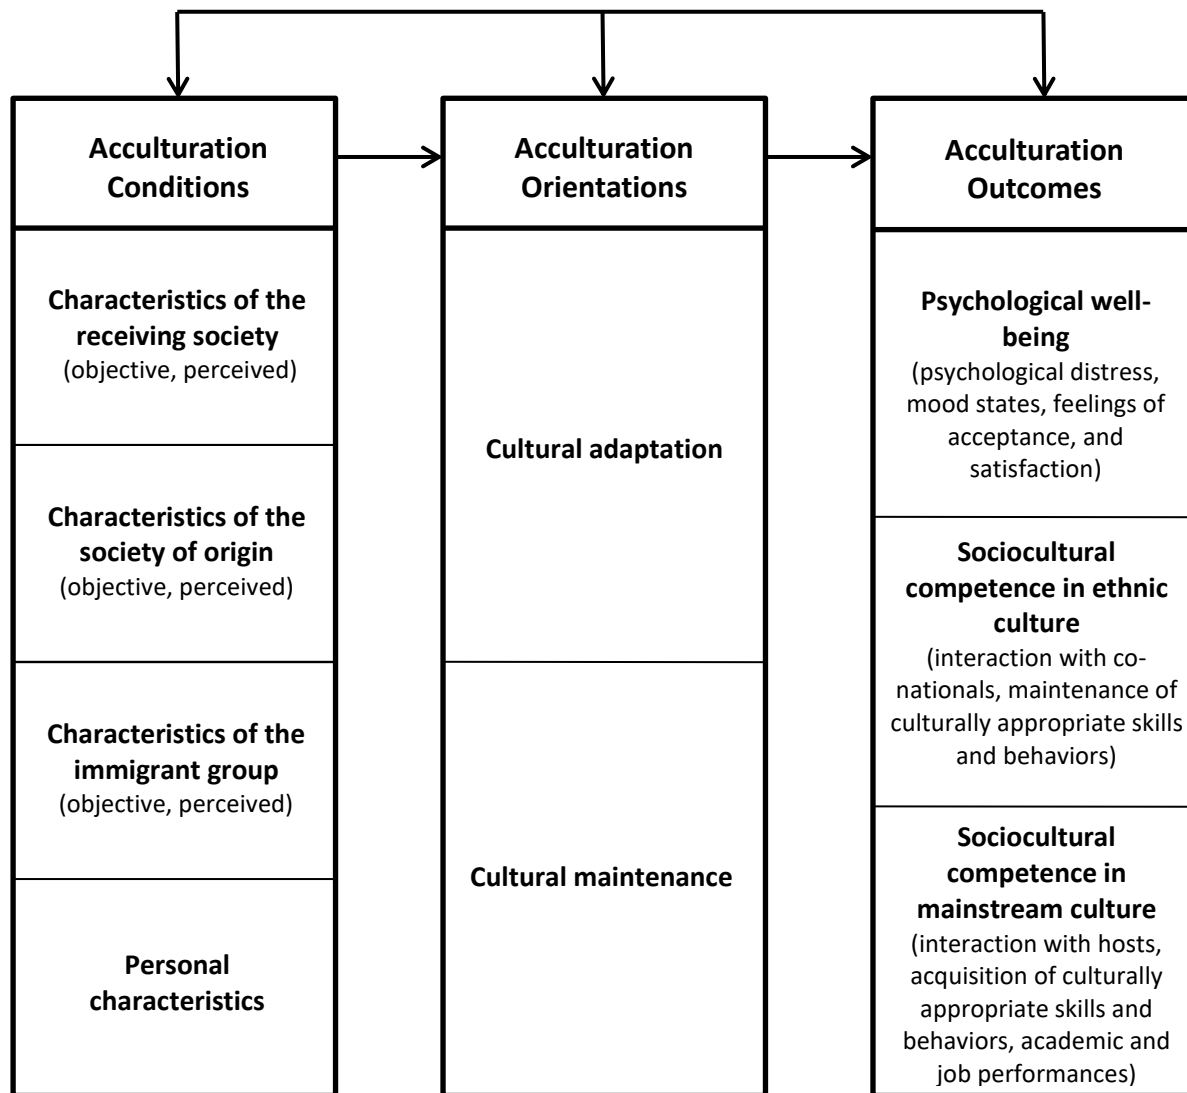 Acculturation
Conditions
Characteristics of the
receiving society
(objective, perceived)
Characteristics of the
society of origin
(objective, perceived)
Characteristics of the
immigrant group
(objective, perceived)
Personal
characteristics
Acculturation
Orientations
Cultural adaptation
Cultural maintenance
Acculturation
Outcomes
Psychological well-
being
(psychological distress,
mood states, feelings of
acceptance, and
satisfaction)
Sociocultural
competence in ethnic
culture
(interaction with co-
nationals, maintenance of
culturally appropriate skills
and behaviors)
Sociocultural
competence in
mainstream culture
(interaction with hosts,
acquisition of culturally
appropriate skills and
behaviors, academic and
job performances)